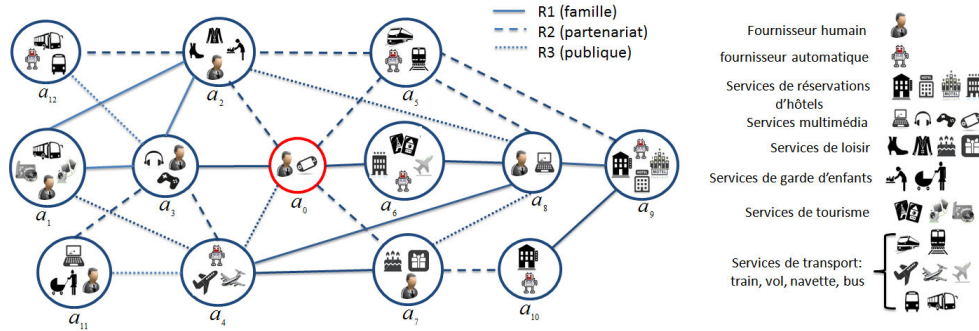 R1 (famille)
R2 (partenariat)
R3 (publique)
a12
a2
a5
a1
a3
a0
a6
a8
a9
a11
a4
a7
a10
Fournisseur humain
fournisseur automatique
Services de réservations
d'hôtels
Services multimédia
Services de loisir
Services de garde d'enfants
Services de tourisme
Services de transport:
train, vol, navette, bus